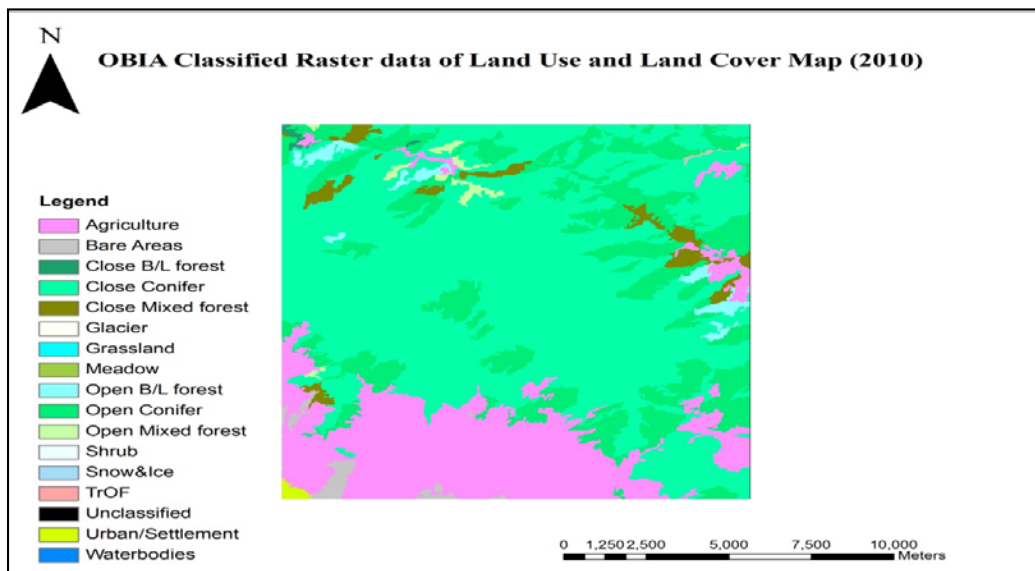 N
OBIA Classified Raster data of Land Use and Land Cover Map (2010)
Legend
Agriculture
Bare Areas
Close B/L forest
Close Conifer
Close Mixed forest
Glacier
Grassland
Meadow
Open B/L forest
Open Conifer
Open Mixed forest
Shrub
Snow&Ice
TrOF
Unclassified
Urban/Settlement
Waterbodies
0 1,250 2,500 5,000 7,500 10,000
Meters